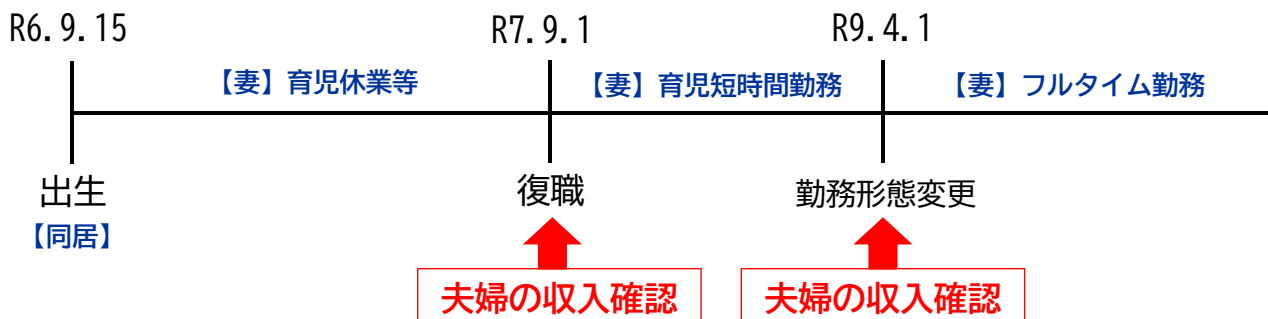 R6.9.15
R7.9.1
R9.4.1
【妻】育児休業等
【妻】育児短時間勤務
【妻】フルタイム勤務
出生
復職
勤務形態変更
【同居】
夫婦の収入確認
夫婦の収入確認